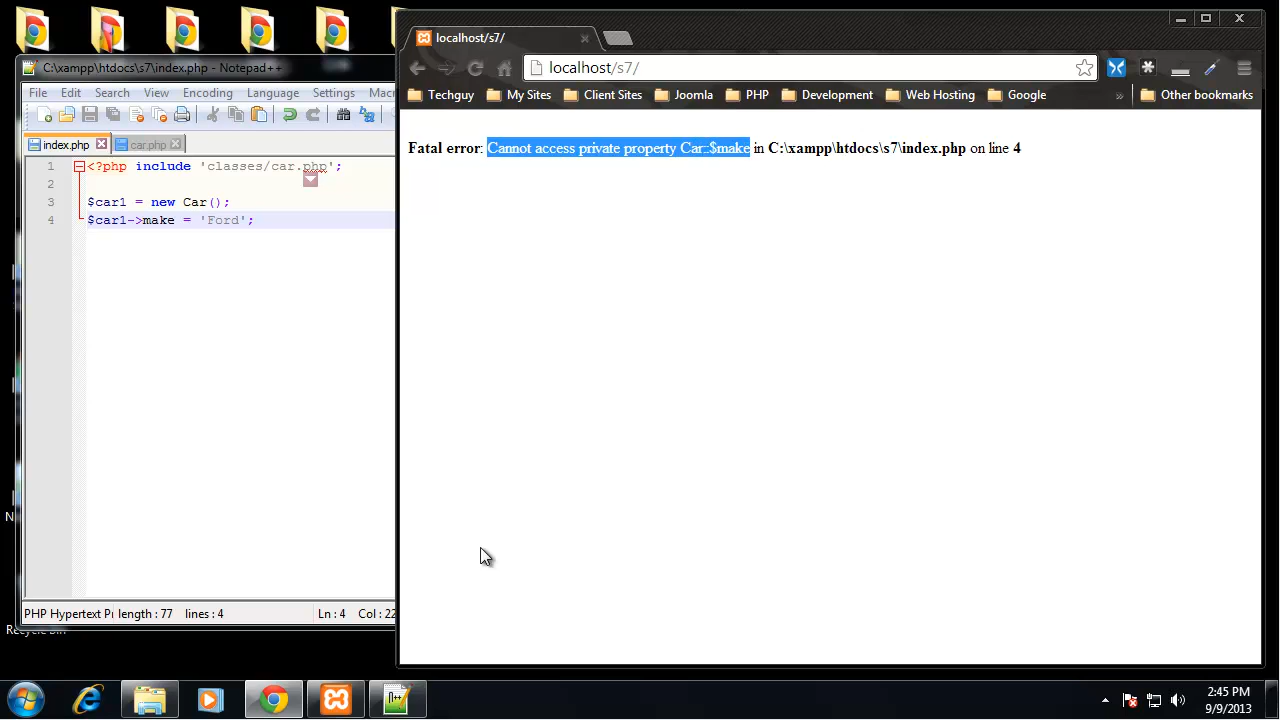 C:\xampp\htdocs\s7\index.php - Notepad++
File Edit Search View Encoding Language Settings Mac
index.php car.php
1 <?php include 'classes/car.php';
2
3 $car1 = new Car();
4 $car1->make = 'Ford';
PHP Hypertext Pr length : 77 lines : 4 Ln : 4 Col : 22
localhost/s7/
localhost/s7/
Techguy My Sites Client Sites Joomla PHP Development Web Hosting Google » Other bookmarks
Fatal error: Cannot access private property Car::$make in C:\xampp\htdocs\s7\index.php on line 4
N
2:45 PM
9/9/2013